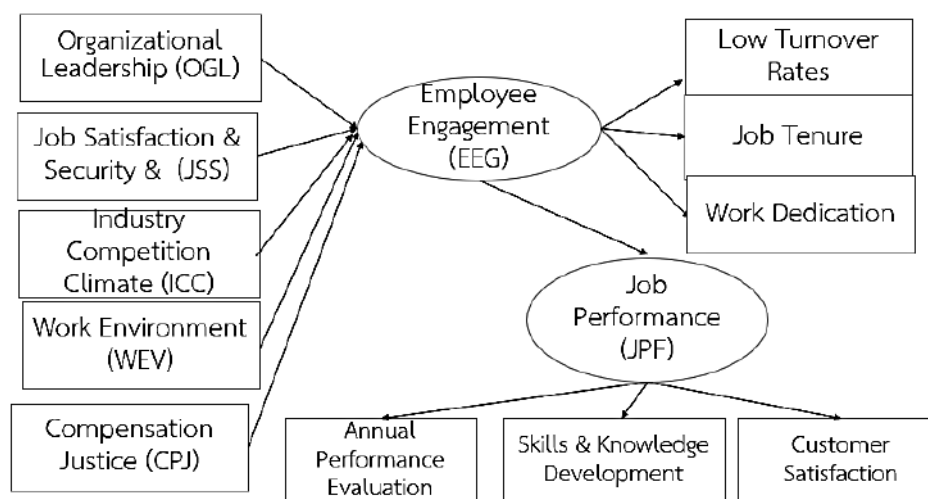 Organizational
Leadership (OGL)
Job Satisfaction &
Security & (JSS)
Industry
Competition
Climate (ICC)
Work Environment
(WEV)
Compensation
Justice (CPJ)
Employee
Engagement
(EEG)
Low Turnover
Rates
Job Tenure
Work Dedication
Job
Performance
(JPF)
Annual
Performance
Evaluation
Skills & Knowledge
Development
Customer
Satisfaction